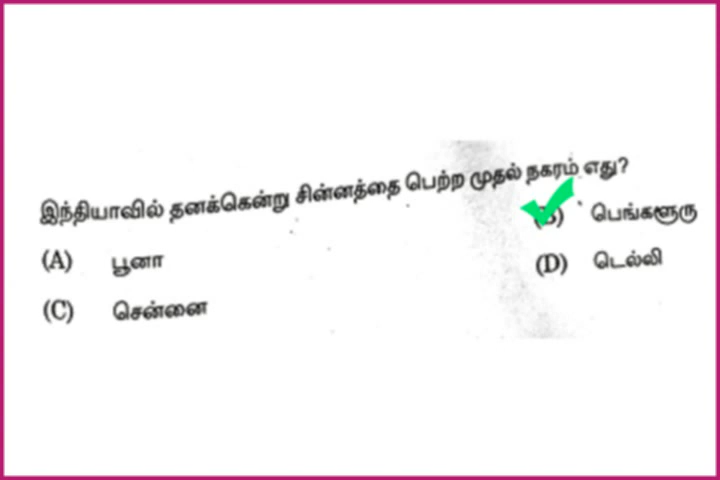 இந்தியாவில் தனக்கென்று சின்னத்தை பெற்ற முதல் நகரம் எது?
(A) பூனா (B) பெங்களூரு
(C) சென்னை (D) டெல்லி